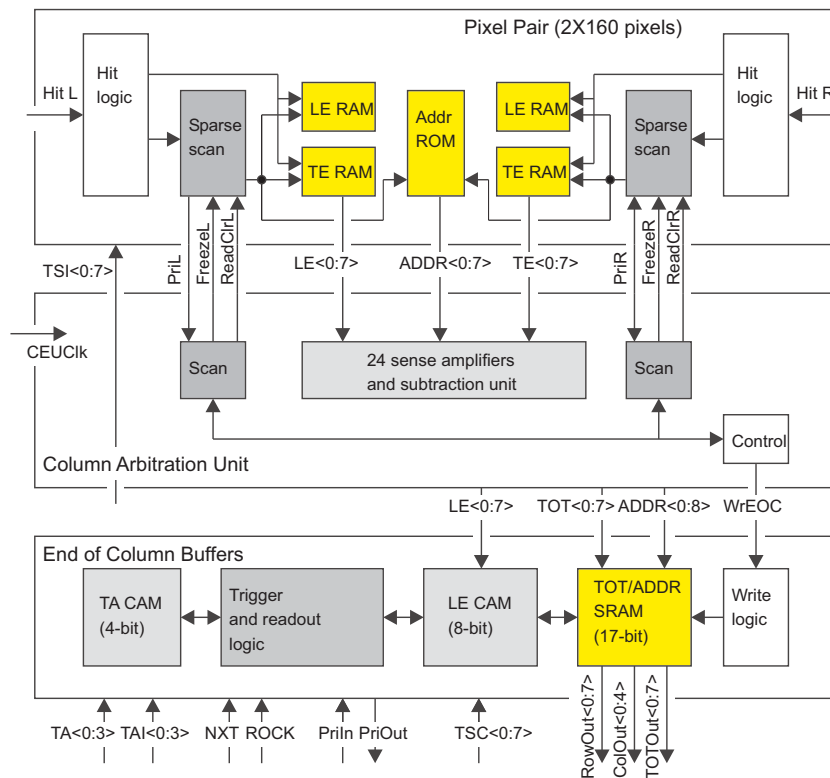 Pixel Pair (2X160 pixels)
Hit L
Hit logic
LE RAM
TE RAM
Sparse scan
Addr ROM
LE RAM
TE RAM
Sparse scan
Hit logic
Hit R
TSI<0:7>
PriL
FreezeL
ReadClrL
LE<0:7>
ADDR<0:7>
TE<0:7>
PriR
FreezeR
ReadClrR
CEUClk
Scan
24 sense amplifiers
and subtraction unit
Scan
Control
Column Arbitration Unit
LE<0:7>
TOT<0:7>
ADDR<0:8>
WrEOC
End of Column Buffers
TA CAM
(4-bit)
Trigger
and readout
logic
LE CAM
(8-bit)
TOT/ADDR
SRAM
(17-bit)
Write
logic
TA<0:3>
TAI<0:3>
NXT
ROCK
PriIn
PriOut
TSC<0:7>
RowOut<0:7>
ColOut<0:4>
TOTOut<0:7>